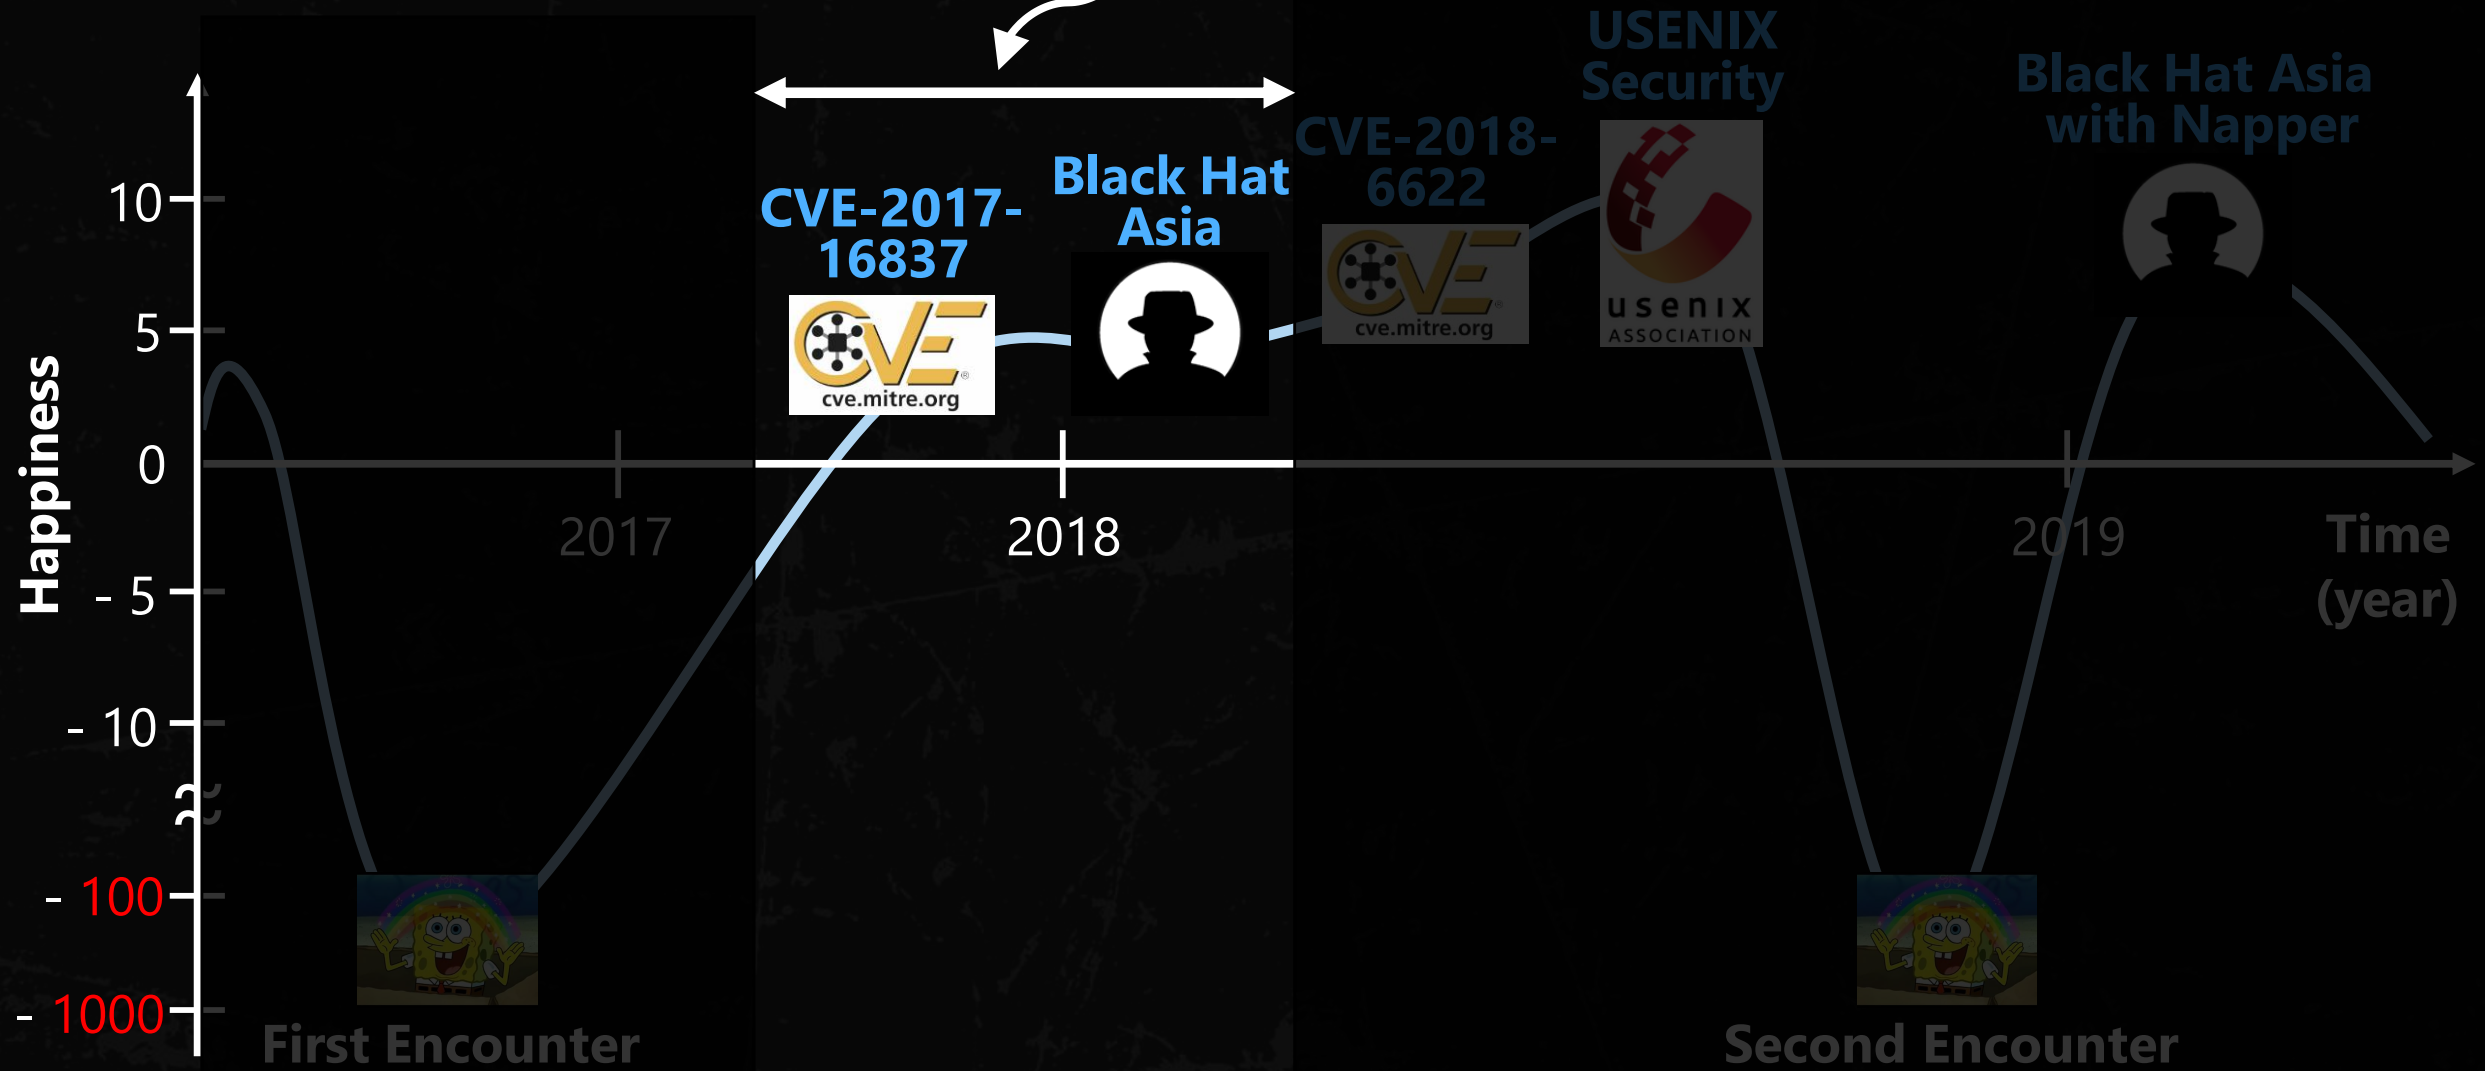 USENIX
Security
Black Hat Asia
with Napper
CVE-2018-
6622
Black Hat
Asia
CVE-2017-
16837
CVE
cve.mitre.org
CVE
cve.mitre.org
usenix
ASSOCIATION
Happiness
10
5
0
- 5
- 10
- 100
- 1000
2017
2018
2019
Time
(year)
First Encounter
Second Encounter